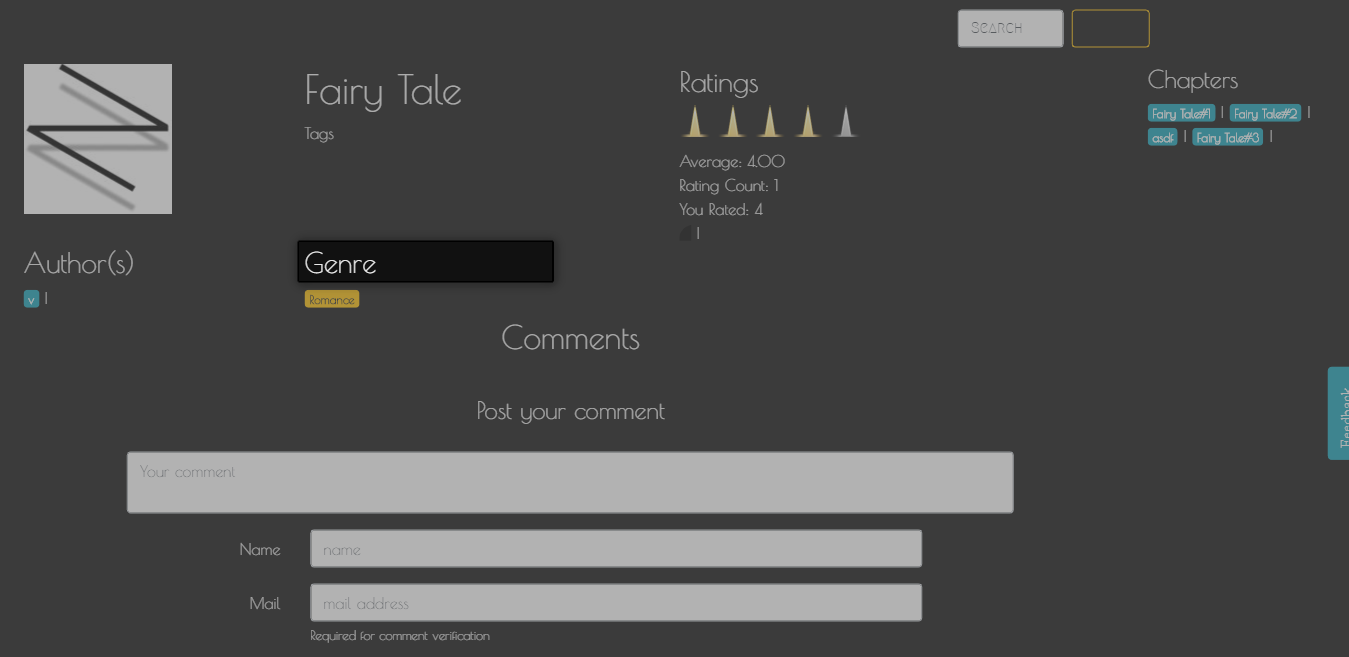 Search
Fairy Tale
Tags
Ratings
Average: 4.00
Rating Count: 1
You Rated: 4
|
Chapters
Fairy Tale#1 | Fairy Tale#2 |
asdf | Fairy Tale#3 |
Author(s)
v |
Genre
Romance
Comments
Post your comment
Your comment
Name name
Mail mail address
Required for comment verification
Feedback